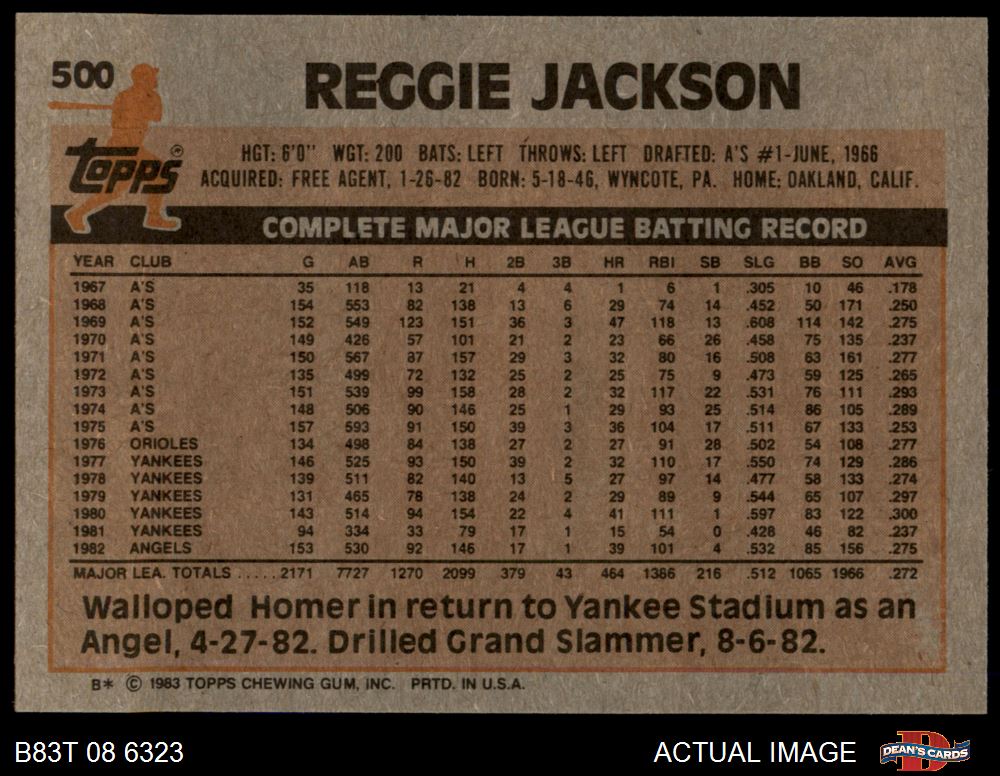 500
REGGIE JACKSON
Topps®
HGT: 6'0" WGT: 200 BATS: LEFT THROWS: LEFT DRAFTED: A'S #1-JUNE, 1966
ACQUIRED: FREE AGENT, 1-26-82 BORN: 5-18-46, WYNCOTE, PA. HOME: OAKLAND, CALIF.
COMPLETE MAJOR LEAGUE BATTING RECORD
YEAR CLUB G AB R H 2B 3B HR RBI SB SLG BB SO AVG
1967 A'S 35 118 13 21 4 4 1 6 1 .305 10 46 .178
1968 A'S 154 553 82 138 13 6 29 74 14 .452 50 171 .250
1969 A'S 152 549 123 151 36 3 47 118 13 .608 114 142 .275
1970 A'S 149 426 57 101 21 2 23 66 26 .458 75 135 .237
1971 A'S 150 567 87 157 29 3 32 80 16 .508 63 161 .277
1972 A'S 135 499 72 132 25 2 25 75 9 .473 59 125 .265
1973 A'S 151 539 99 158 28 2 32 117 22 .531 76 111 .293
1974 A'S 148 506 90 146 25 1 29 93 25 .514 86 105 .289
1975 A'S 157 593 91 150 39 3 36 104 17 .511 67 133 .253
1976 ORIOLES 134 498 84 138 27 2 27 91 28 .502 54 108 .277
1977 YANKEES 146 525 93 150 39 2 32 110 17 .550 74 129 .286
1978 YANKEES 139 511 82 140 13 5 27 97 14 .477 58 133 .274
1979 YANKEES 131 465 78 138 24 2 29 89 9 .544 65 107 .297
1980 YANKEES 143 514 94 154 22 4 41 111 1 .597 83 122 .300
1981 YANKEES 94 334 33 79 17 1 15 54 0 .428 46 82 .237
1982 ANGELS 153 530 92 146 17 1 39 101 4 .532 85 156 .275
MAJOR LEA. TOTALS ..... 2171 7727 1270 2099 379 43 464 1386 216 .512 1065 1966 .272
Walloped Homer in return to Yankee Stadium as an
Angel, 4-27-82. Drilled Grand Slammer, 8-6-82.
B* © 1983 TOPPS CHEWING GUM, INC. PRTD. IN U.S.A.
B83T 08 6323 ACTUAL IMAGE DEAN'S CARDS